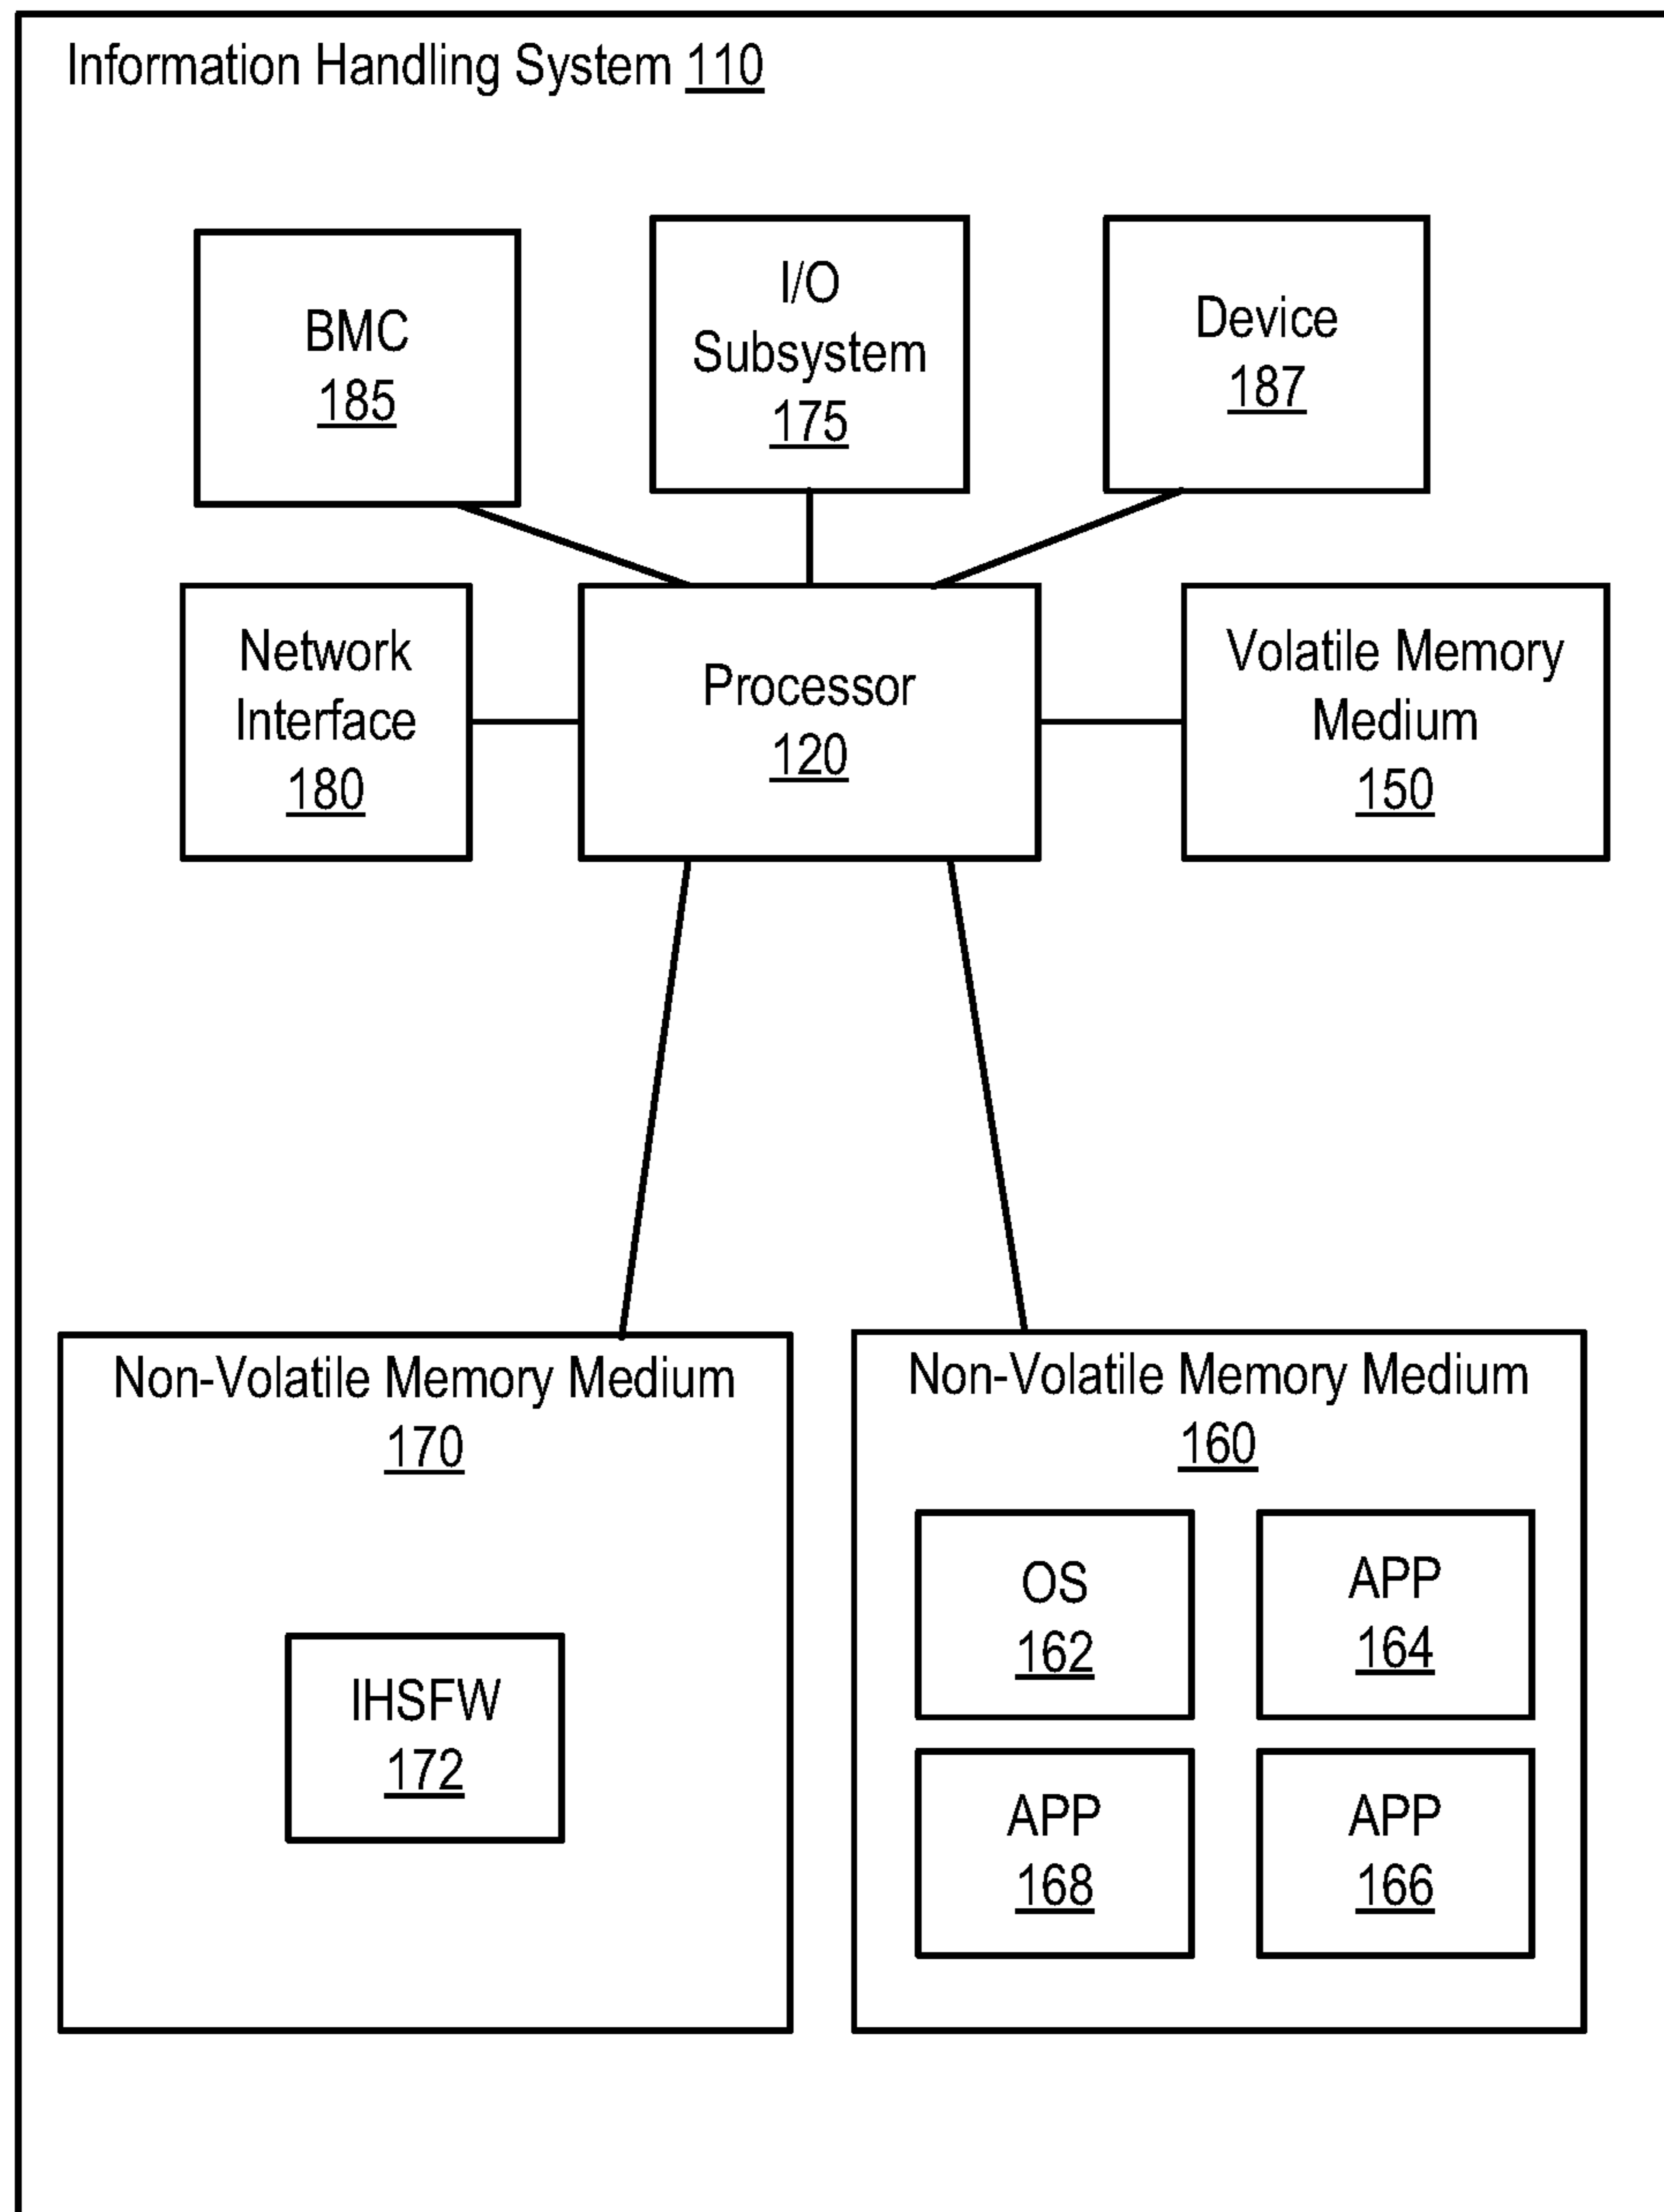 Information Handling System 110
BMC
185
I/O
Subsystem
175
Device
187
Network
Interface
180
Processor
120
Volatile Memory
Medium
150
Non-Volatile Memory Medium
170
IHSFW
172
Non-Volatile Memory Medium
160
OS
162
APP
164
APP
168
APP
166